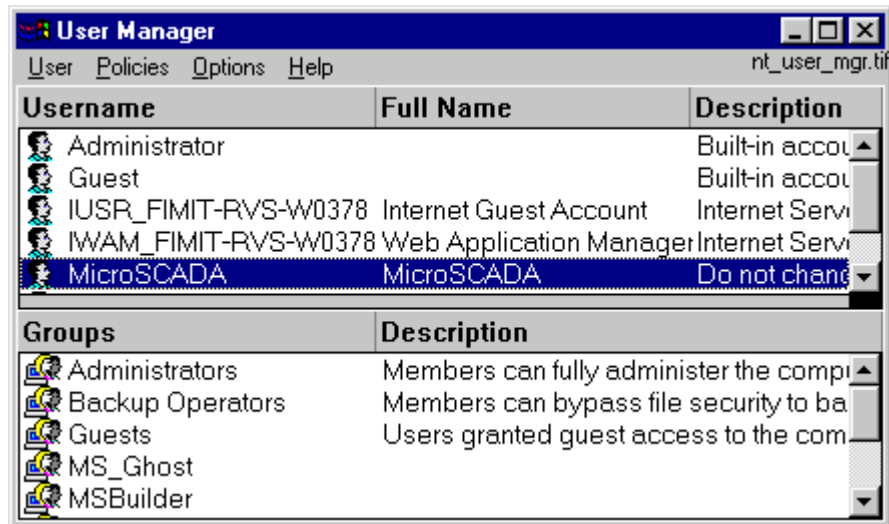 User Manager
User Policies Options Help
nt_user_mgr.tif
Username Full Name Description
Administrator Built-in accou
Guest Built-in accou
IUSR_FIMIT-RVS-W0378 Internet Guest Account Internet Serv
IWAM_FIMIT-RVS-W0378 Web Application Manager Internet Serv
MicroSCADA MicroSCADA Do not chang
Groups Description
Administrators Members can fully administer the comp
Backup Operators Members can bypass file security to ba
Guests Users granted guest access to the com
MS_Ghost
MSBuilder